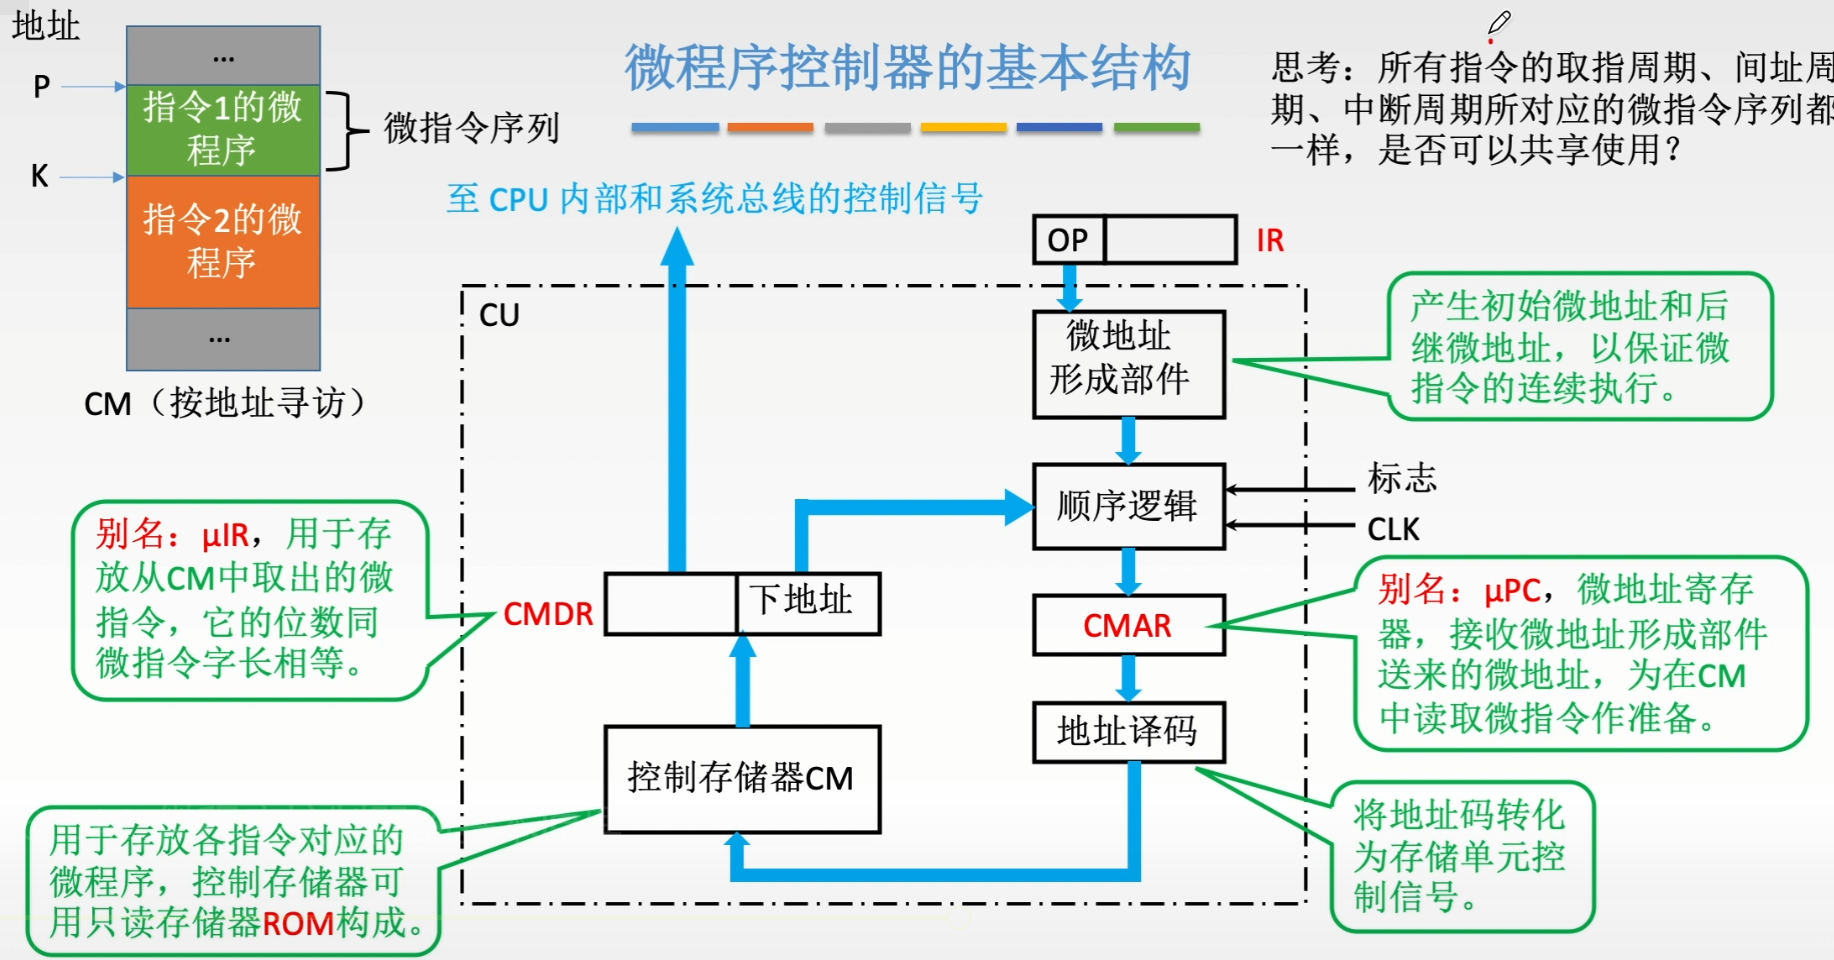 地址
P
K
...
指令1的微
程序
指令2的微
程序
...
CM（按地址寻访）
微指令序列
微程序控制器的基本结构
思考：所有指令的取指周期、间址周
期、中断周期所对应的微指令序列都
一样，是否可以共享使用？
至 CPU 内部和系统总线的控制信号
OP
IR
CU
微地址
形成部件
产生初始微地址和后
继微地址，以保证微
指令的连续执行。
顺序逻辑
标志
CLK
别名：μIR，用于存
放从CM中取出的微
指令，它的位数同
微指令字长相等。
CMDR
下地址
CMAR
别名：μPC，微地址寄存
器，接收微地址形成部件
送来的微地址，为在CM
中读取微指令作准备。
地址译码
控制存储器CM
将地址码转化
为存储单元控
制信号。
用于存放各指令对应的
微程序，控制存储器可
用只读存储器ROM构成。